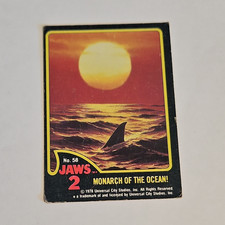 No. 58
JAWS
2
MONARCH OF THE OCEAN!
© 1978 Universal City Studios, Inc. All Rights Reserved
a trademark of and licensed by Universal City Studios, Inc